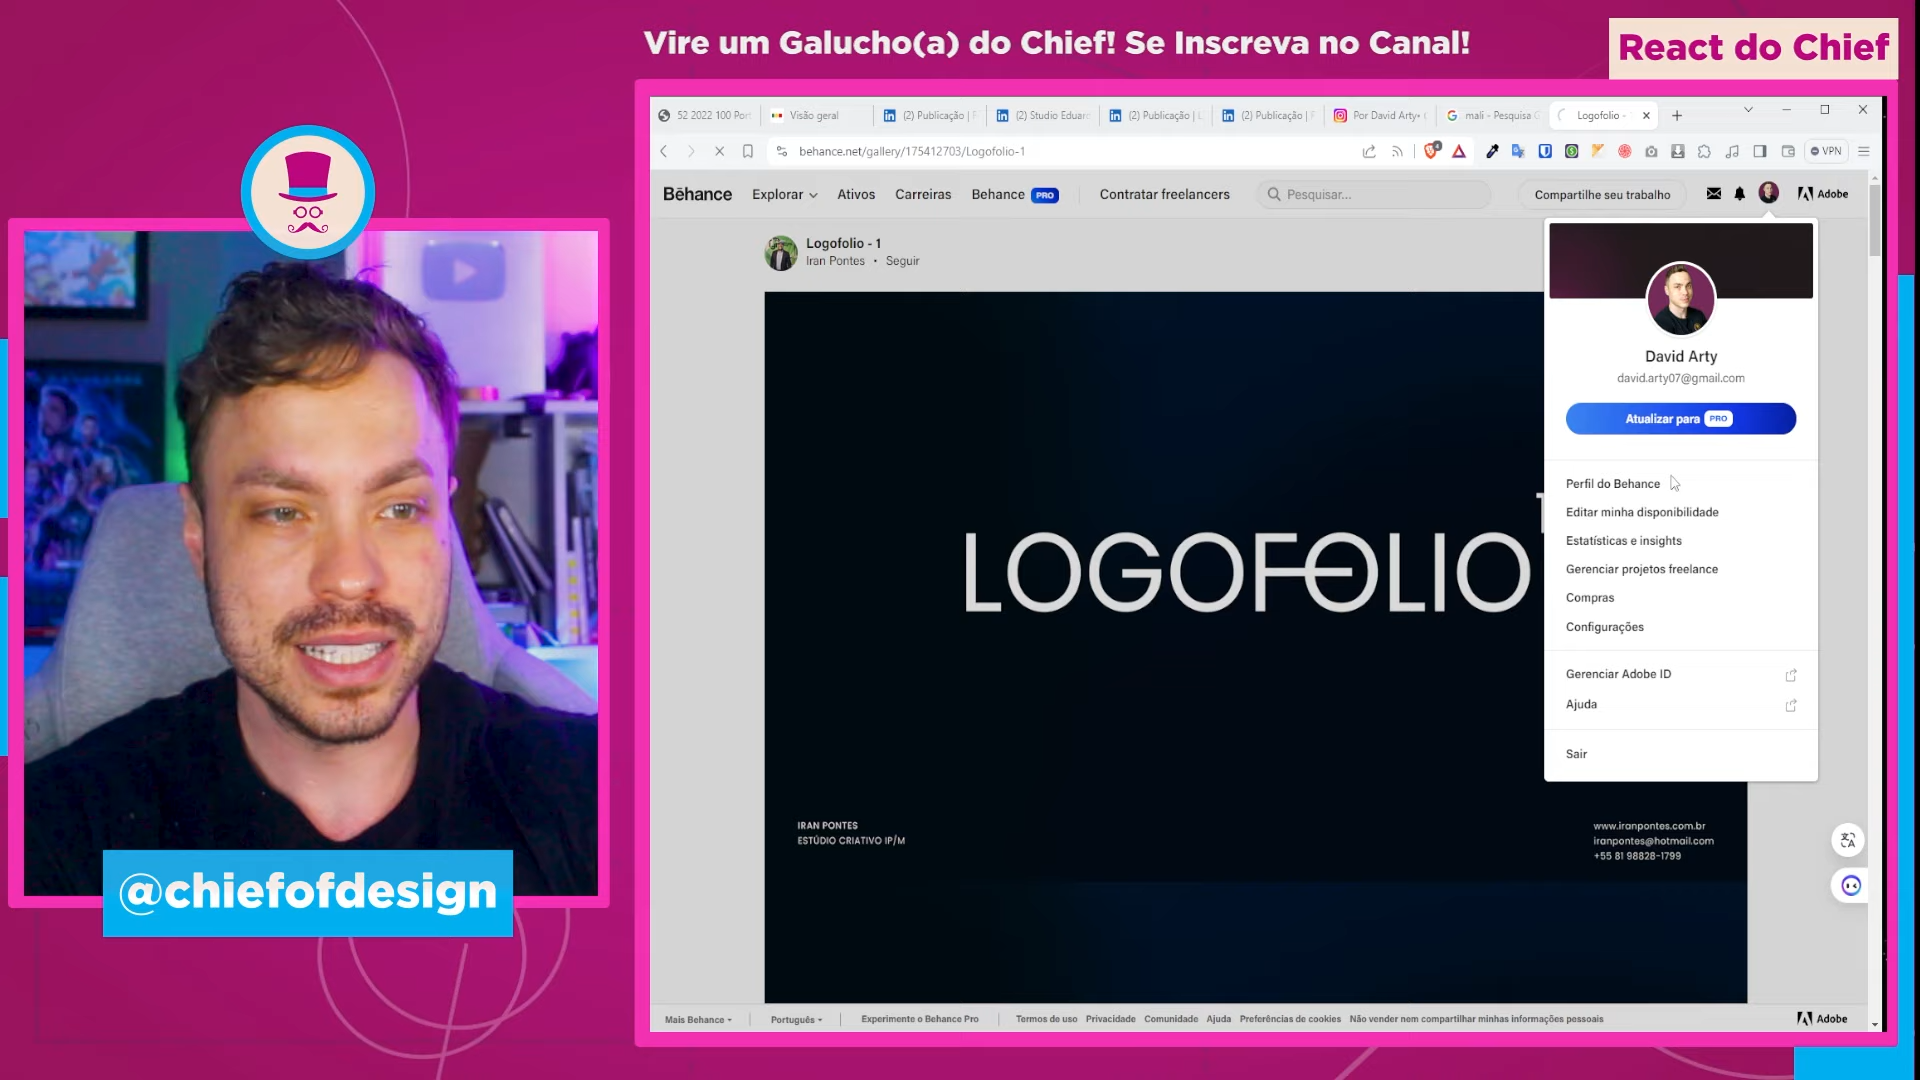 Vire um Galucho(a) do Chief! Se Inscreva no Canal!
React do Chief
52 2022 100 Port
Visão geral
(2) Publicação |
(2) Studio Eduard
(2) Publicação |
(2) Publicação |
Por David Arty•
mali - Pesquisa
Logofolio -
behance.net/gallery/175412703/Logofolio-1
VPN
Bēhance
Explorar
Ativos
Carreiras
Behance PRO
Contratar freelancers
Pesquisar...
Compartilhe seu trabalho
Adobe
Logofolio - 1
Iran Pontes • Seguir
David Arty
david.arty07@gmail.com
Atualizar para PRO
Perfil do Behance
Editar minha disponibilidade
Estatísticas e insights
Gerenciar projetos freelance
Compras
Configurações
Gerenciar Adobe ID
Ajuda
Sair
LOGOFOLIO
IRAN PONTES
ESTÚDIO CRIATIVO IP/M
www.iranpontes.com.br
iranpontes@hotmail.com
+55 81 98828-1799
@chiefofdesign
Mais Behance
Português
Experimente o Behance Pro
Termos de uso
Privacidade
Comunidade
Ajuda
Preferências de cookies
Não vender nem compartilhar minhas informações pessoais
Adobe